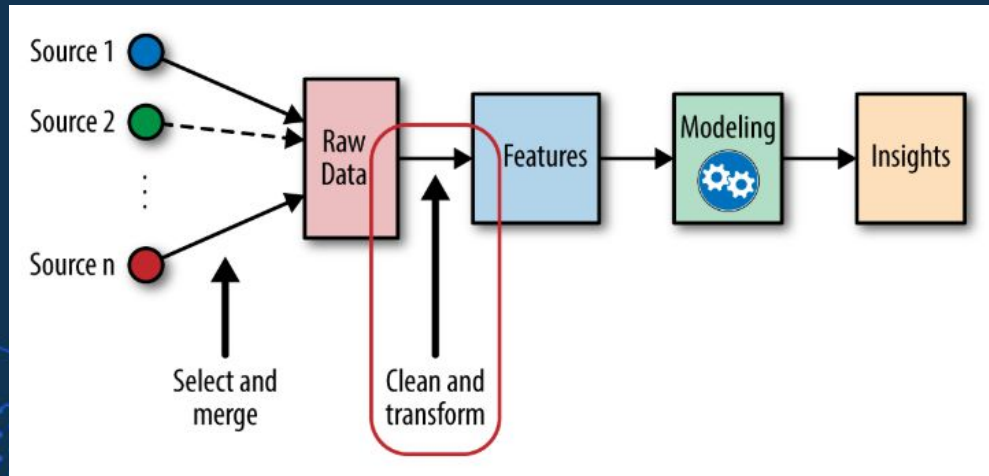 Source 1
Source 2
Source n
Select and
merge
Raw
Data
Clean and
transform
Features
Modeling
Insights